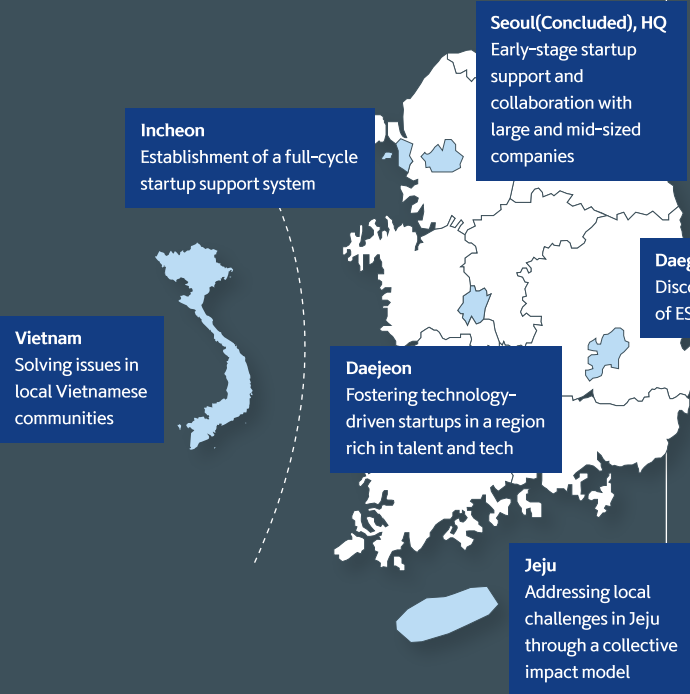 Seoul(Concluded), HQ
Early-stage startup
support and
collaboration with
large and mid-sized
companies
Incheon
Establishment of a full-cycle
startup support system
Vietnam
Solving issues in
local Vietnamese
communities
Daejeon
Fostering technology-
driven startups in a region
rich in talent and tech
of
Jeju
Addressing local
challenges in Jeju
through a collective
impact model